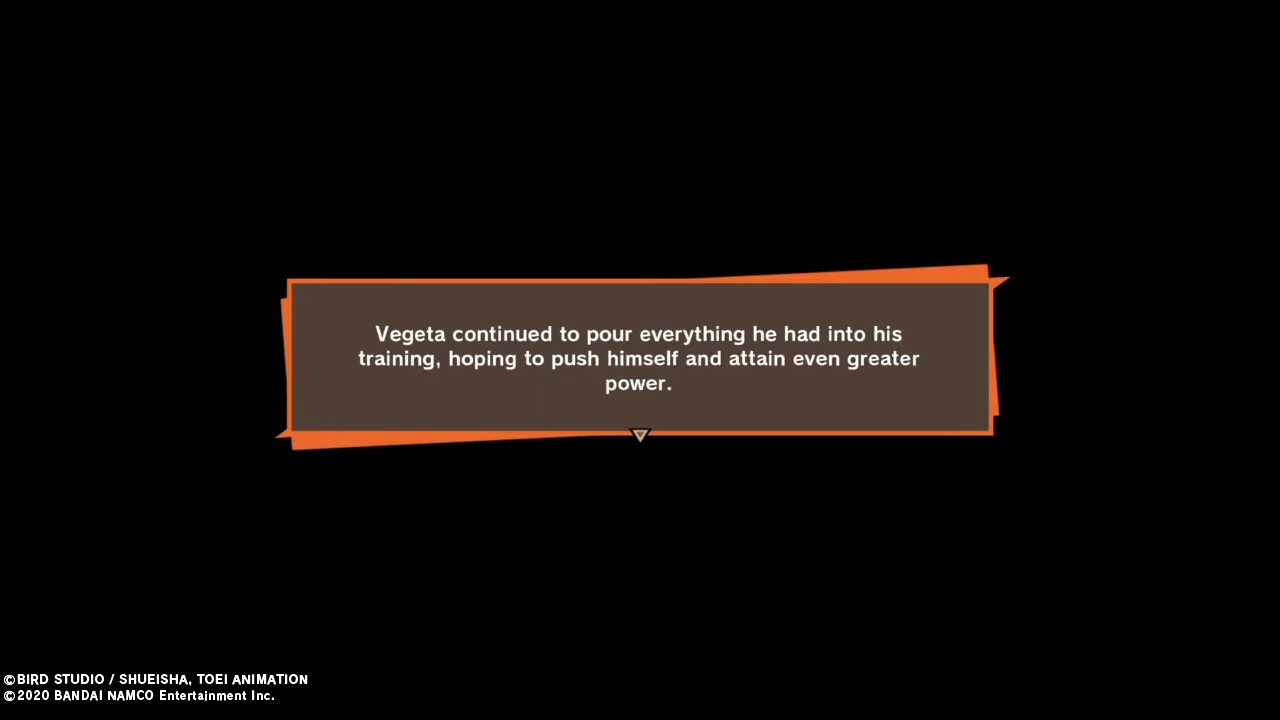 Vegeta continued to pour everything he had into his
training, hoping to push himself and attain even greater
power.
©BIRD STUDIO / SHUEISHA, TOEI ANIMATION
©2020 BANDAI NAMCO Entertainment Inc.